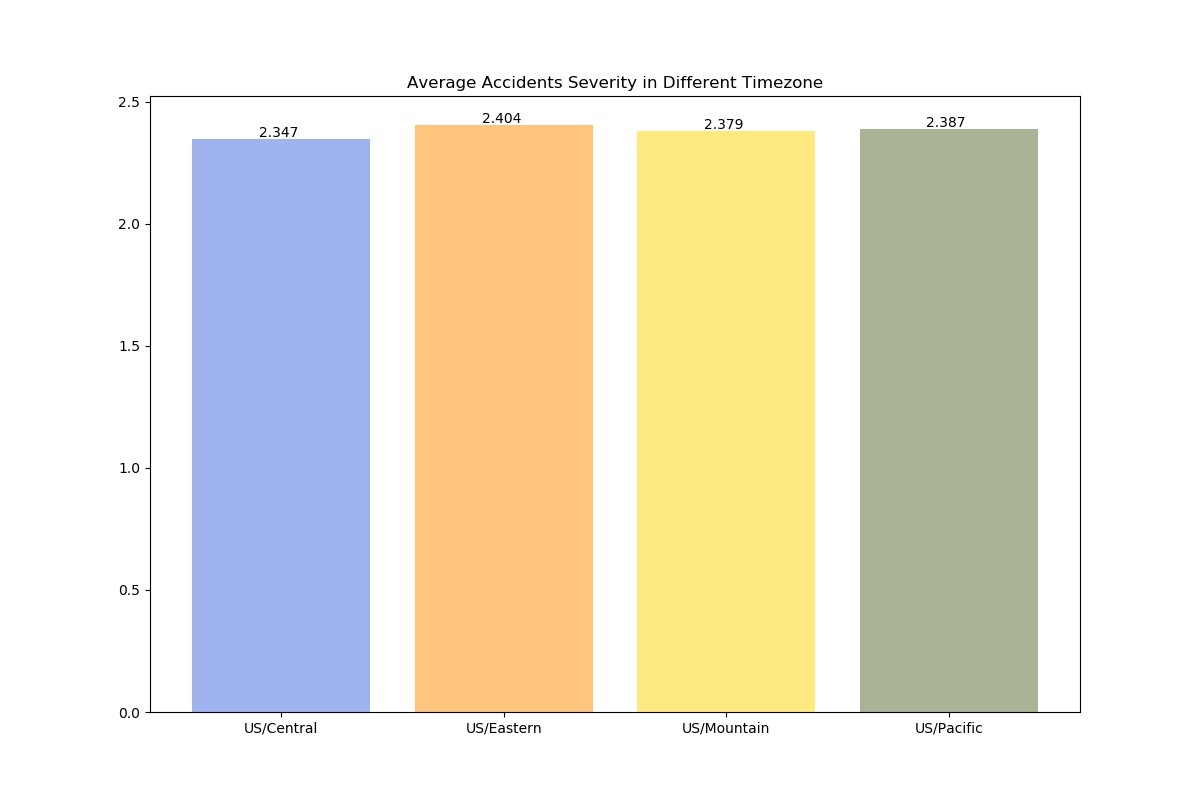 Average Accidents Severity in Different Timezone
2.5
2.347
2.404
2.379
2.387
2.0
1.5
1.0
0.5
0.0
US/Central
US/Eastern
US/Mountain
US/Pacific